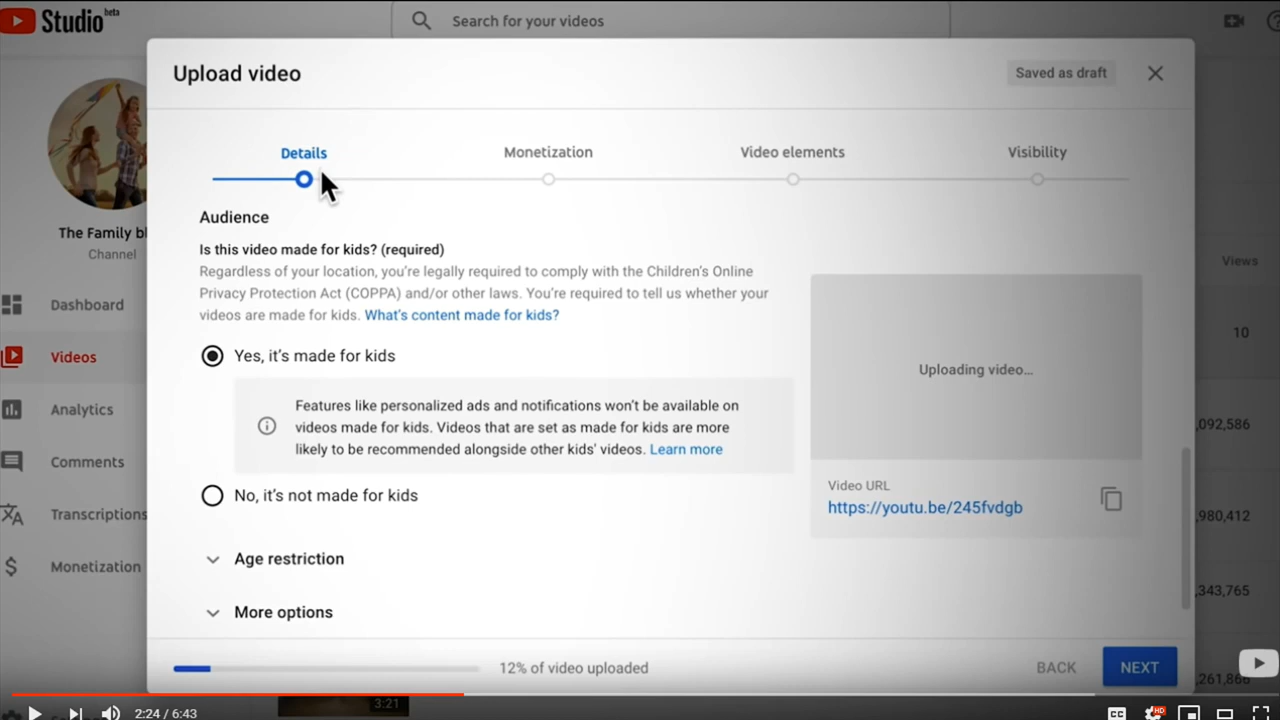 Studio beta
Search for your videos
Upload video
Saved as draft
Details
Monetization
Video elements
Visibility
Audience
Is this video made for kids? (required)
Regardless of your location, you're legally required to comply with the Children's Online
Privacy Protection Act (COPPA) and/or other laws. You're required to tell us whether your
videos are made for kids. What's content made for kids?
Yes, it's made for kids
Features like personalized ads and notifications won't be available on
videos made for kids. Videos that are set as made for kids are more
likely to be recommended alongside other kids' videos. Learn more
No, it's not made for kids
Age restriction
More options
Uploading video...
Video URL
https://youtu.be/245fvdgb
12% of video uploaded
BACK
NEXT
The Family bl
Channel
Dashboard
Videos
Analytics
Comments
Transcriptions
Monetization
Views
10
,092,586
,980,412
,343,765
3:21
2:24 / 6:43
CC
HD